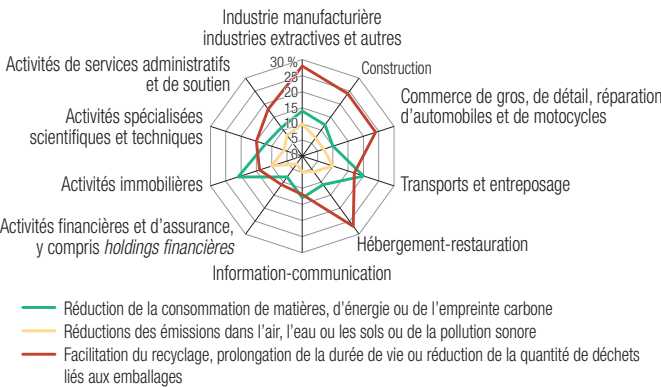 Industrie manufacturière
industries extractives et autres
Activités de services administratifs
et de soutien
30 %
25
20
15
10
5
0
Construction
Commerce de gros, de détail, réparation
d'automobiles et de motocycles
Activités spécialisées
scientifiques et techniques
Activités immobilières
Transports et entreposage
Activités financières et d'assurance,
y compris holdings financières
Hébergement-restauration
Information-communication
Réduction de la consommation de matières, d'énergie ou de l'empreinte carbone
Réductions des émissions dans l'air, l'eau ou les sols ou de la pollution sonore
Facilitation du recyclage, prolongation de la durée de vie ou réduction de la quantité de déchets
liés aux emballages